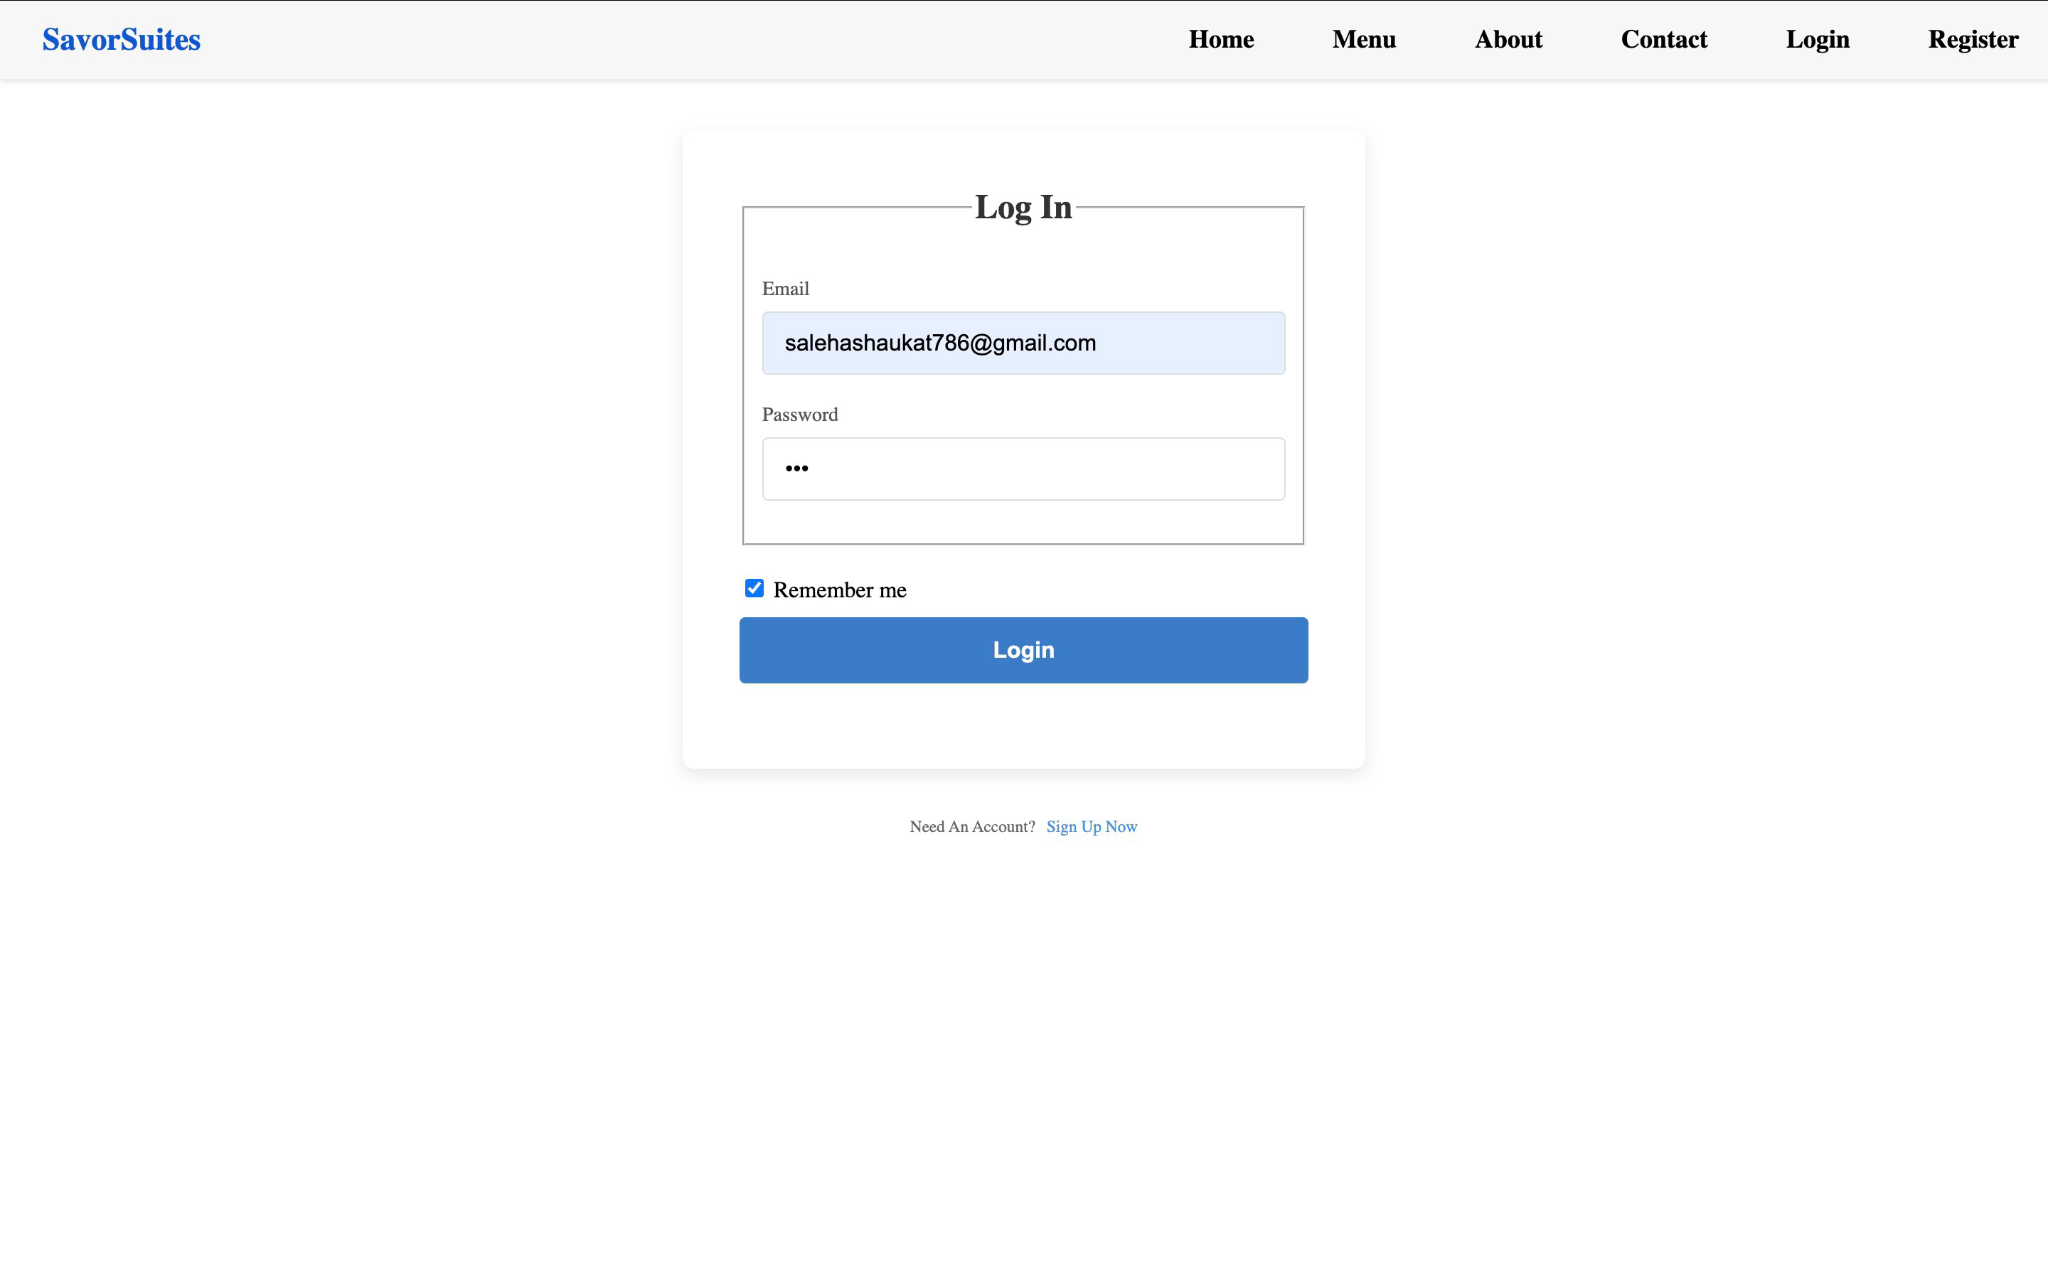 SavorSuites Home Menu About Contact Login Register
Log In
Email
salehashaukat786@gmail.com
Password
•••
Remember me
Login
Need An Account? Sign Up Now